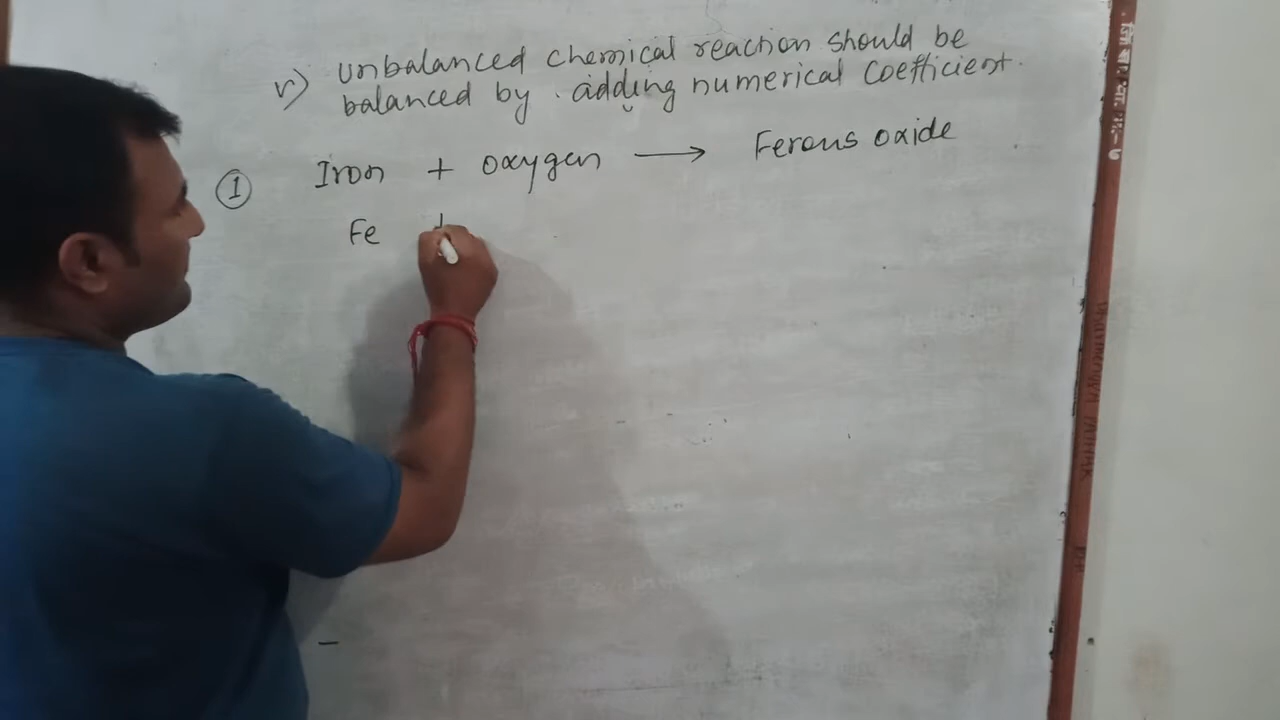 v) Unbalanced chemical reaction should be
balanced by adding numerical coefficient.
① Iron + oxygen → Ferous oxide
Fe +